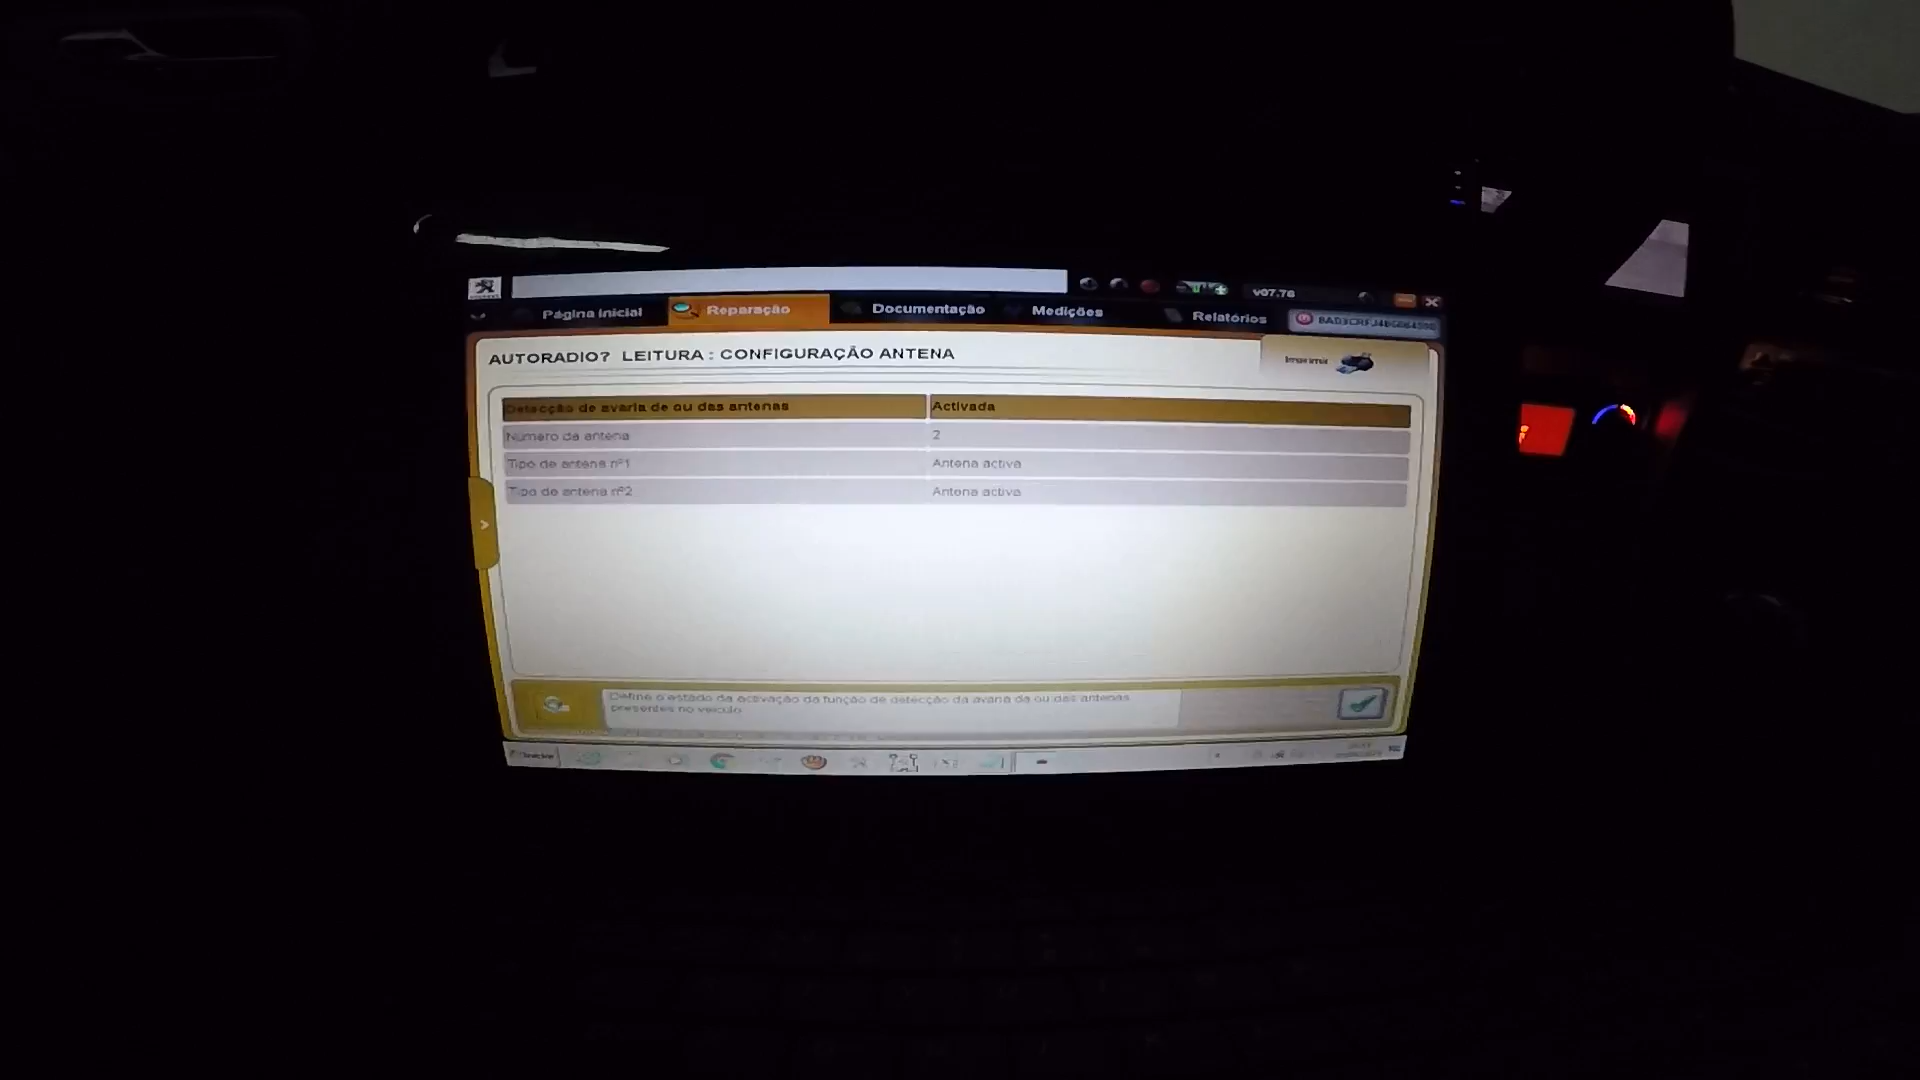 v07.76
Página Inicial
Reparação
Documentação
Medições
Relatórios
AUTORADIO? LEITURA : CONFIGURAÇÃO ANTENA
Imprimir
Detecção de avaria de ou das antenas Activada
Número da antena 2
Tipo de antena nº1 Antena activa
Tipo de antena nº2 Antena activa
Define o estado da activação da função de detecção da avaria da ou das antenas
presentes no veículo